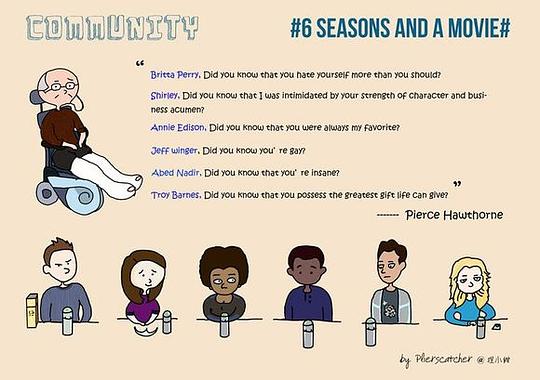 COMMUNITY
#6 SEASONS AND A MOVIE#
“
Britta Perry, Did you know that you hate yourself more than you should?
Shirley, Did you know that I was intimidated by your strength of character and busi-
ness acumen?
Annie Edison, Did you know that you were always my favorite?
Jeff winger, Did you know you're gay?
Abed Nadir, Did you know that you're insane?
Troy Barnes, Did you know that you possess the greatest gift life can give? ”
------ Pierce Hawthorne
by Plierscatcher @